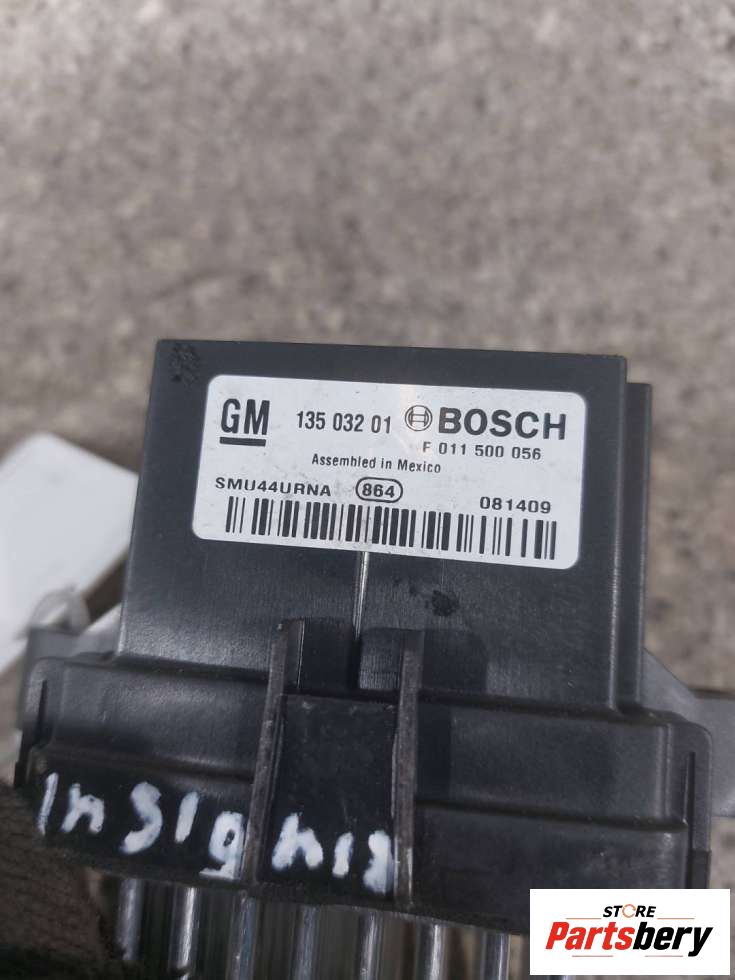 GM 135 032 01 BOSCH
F 011 500 056
Assembled in Mexico
SMU44URNA 864 081409
Insignia
STORE
Partsbery